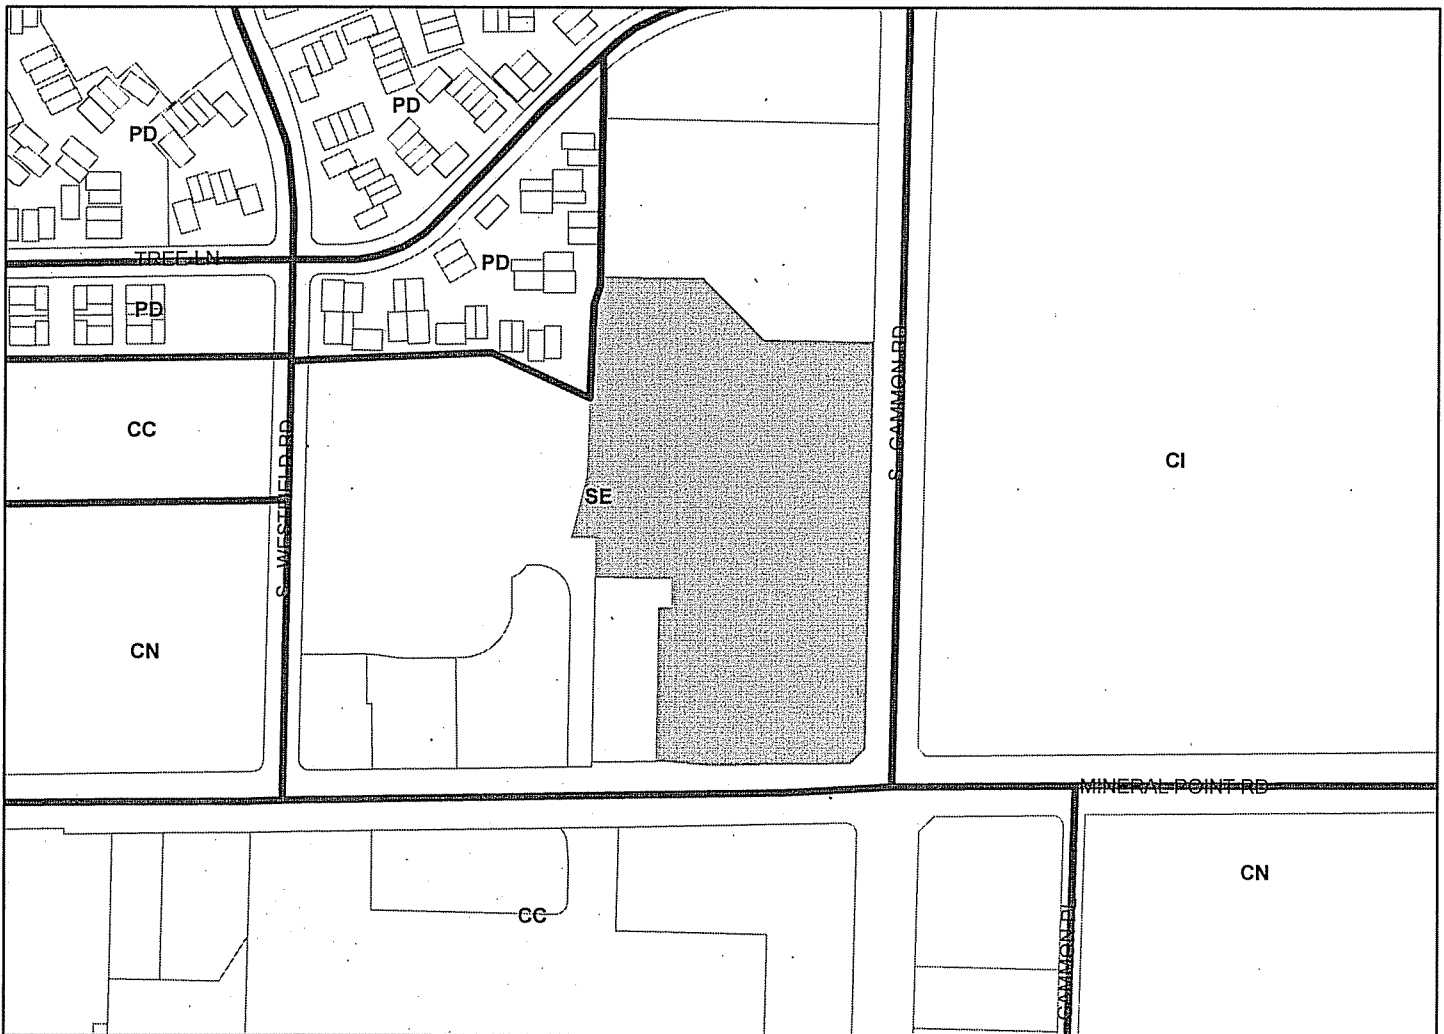 PD
PD
TREE LN
PD
PD
S. GAMMON RD
CC
S. WESTFIELD RD
CI
SE
CN
MINERAL POINT RD
CN
CC
GAMMON PL